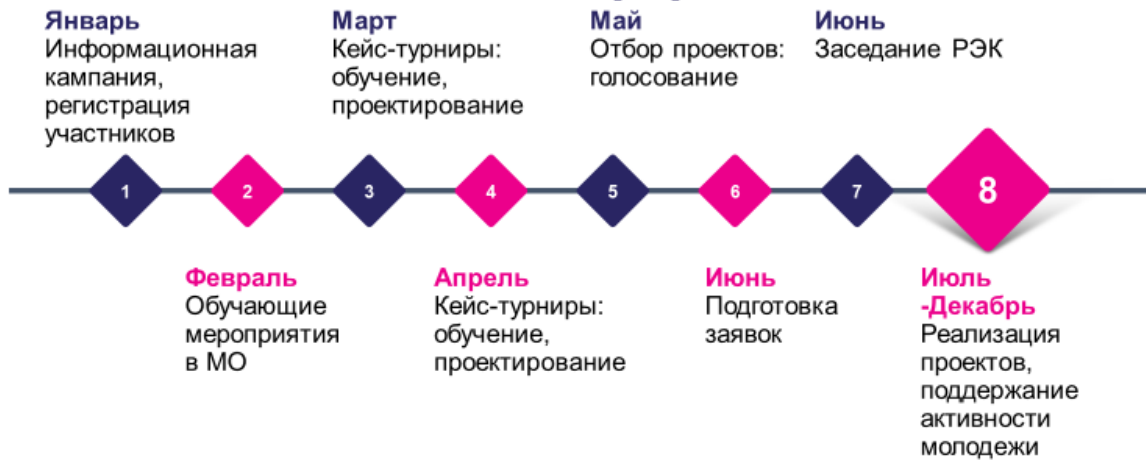 Январь
Информационная
кампания,
регистрация
участников
Март
Кейс-турниры:
обучение,
проектирование
Май
Отбор проектов:
голосование
Июнь
Заседание РЭК
1
2
3
4
5
6
7
8
Февраль
Обучающие
мероприятия
в МО
Апрель
Кейс-турниры:
обучение,
проектирование
Июнь
Подготовка
заявок
Июль
-Декабрь
Реализация
проектов,
поддержание
активности
молодежи